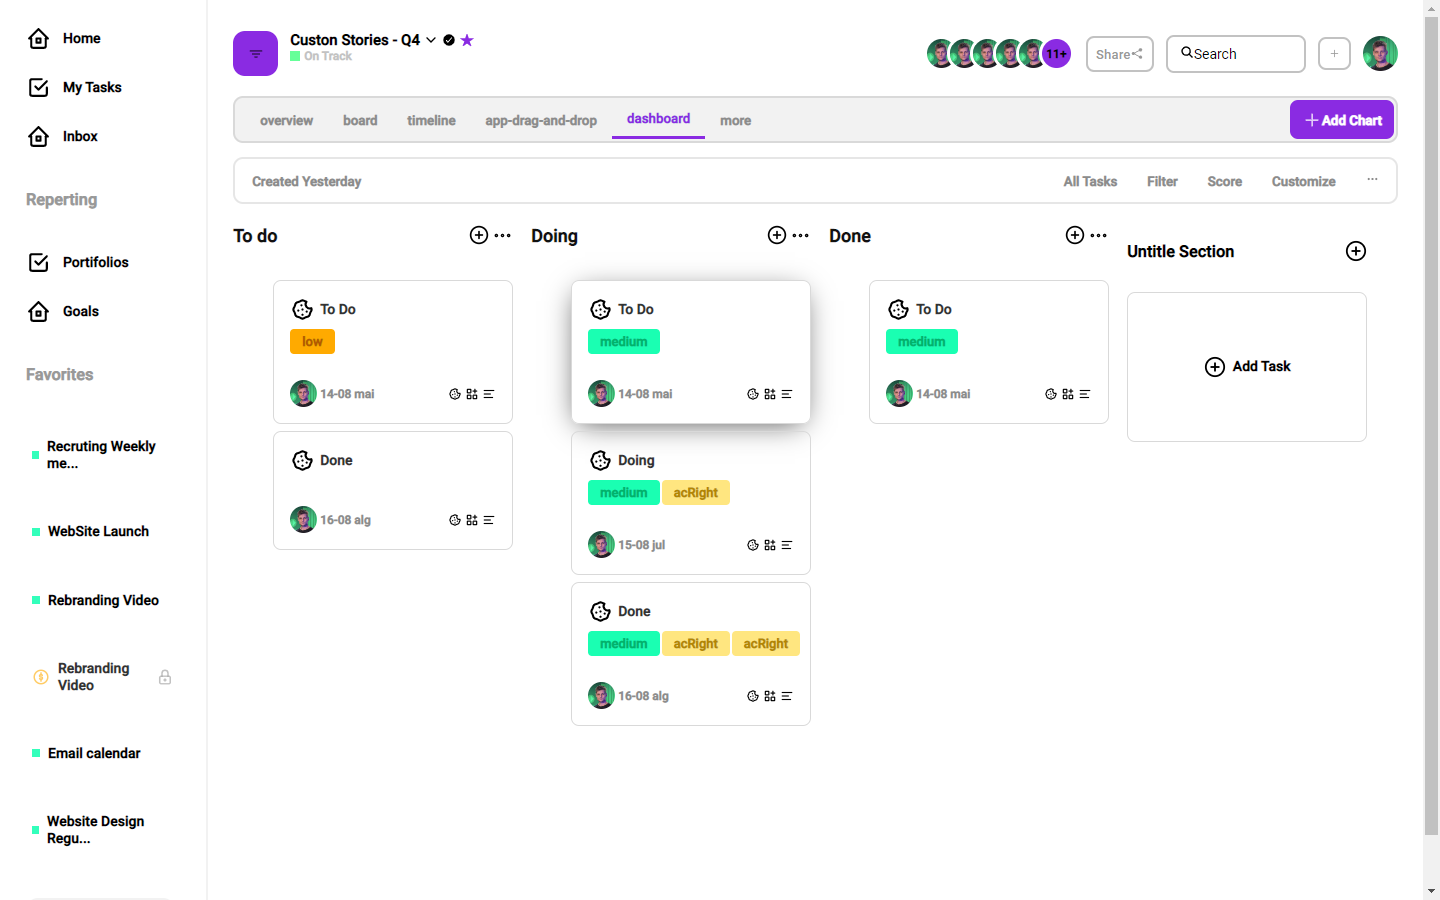 Home
My Tasks
Inbox
Reporting
Portifolios
Goals
Favorites
Recruting Weekly
me...
WebSite Launch
Rebranding Video
Rebranding
Video
Email calendar
Website Design
Regu...
Custon Stories - Q4
On Track
11+
Share
Search
+
overview board timeline app-drag-and-drop dashboard more
Add Chart
Created Yesterday
All Tasks Filter Score Customize ...
To do
To Do
low
14-08 mai
Done
16-08 alg
Doing
To Do
medium
14-08 mai
Doing
medium acRight
15-08 jul
Done
medium acRight acRight
16-08 alg
Done
To Do
medium
14-08 mai
Untitle Section
Add Task